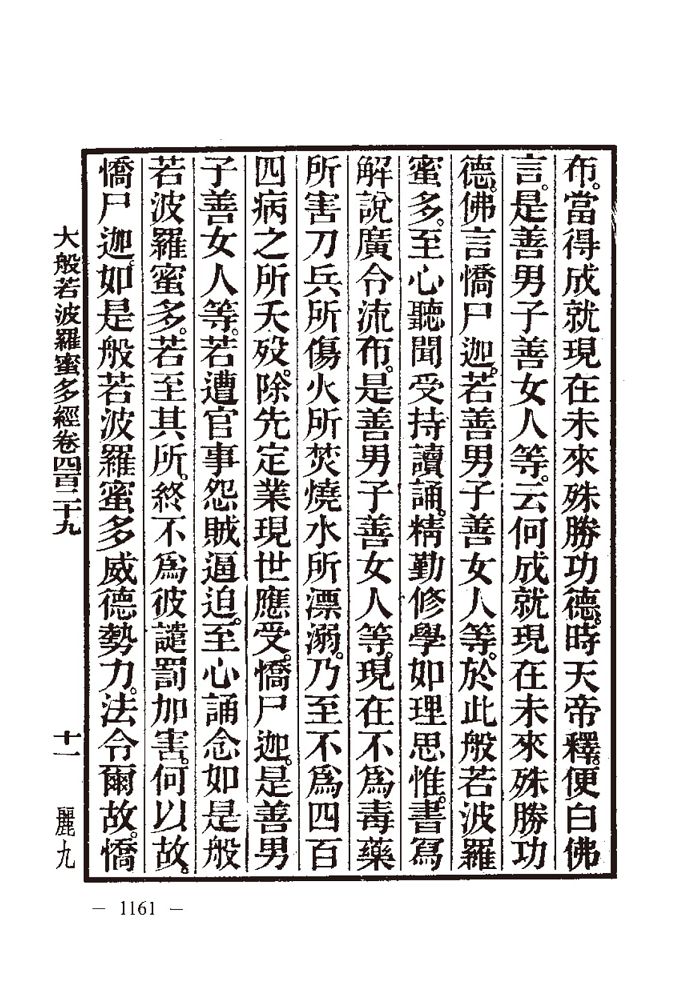 布。當得成就現在未來殊勝功德。時天帝釋。便白佛
言。是善男子善女人等。云何成就現在未來殊勝功
德。佛言憍尸迦。若善男子善女人等。於此般若波羅
蜜多。至心聽聞受持讀誦。精勤修學如理思惟。書寫
解說廣令流布。是善男子善女人等。現在不爲毒藥
所害刀兵所傷火所焚燒水所漂溺。乃至不爲四百
四病之所夭歿。除先定業現世應受。憍尸迦。是善男
子善女人等。若遭官事怨賊逼迫。至心誦念如是般
若波羅蜜多。若至其所。終不爲彼譴罰加害。何以故。
憍尸迦。如是般若波羅蜜多威德勢力。法令爾故。憍
大般若波羅蜜多經卷四百二十九 十一 麗九
— 1161 —